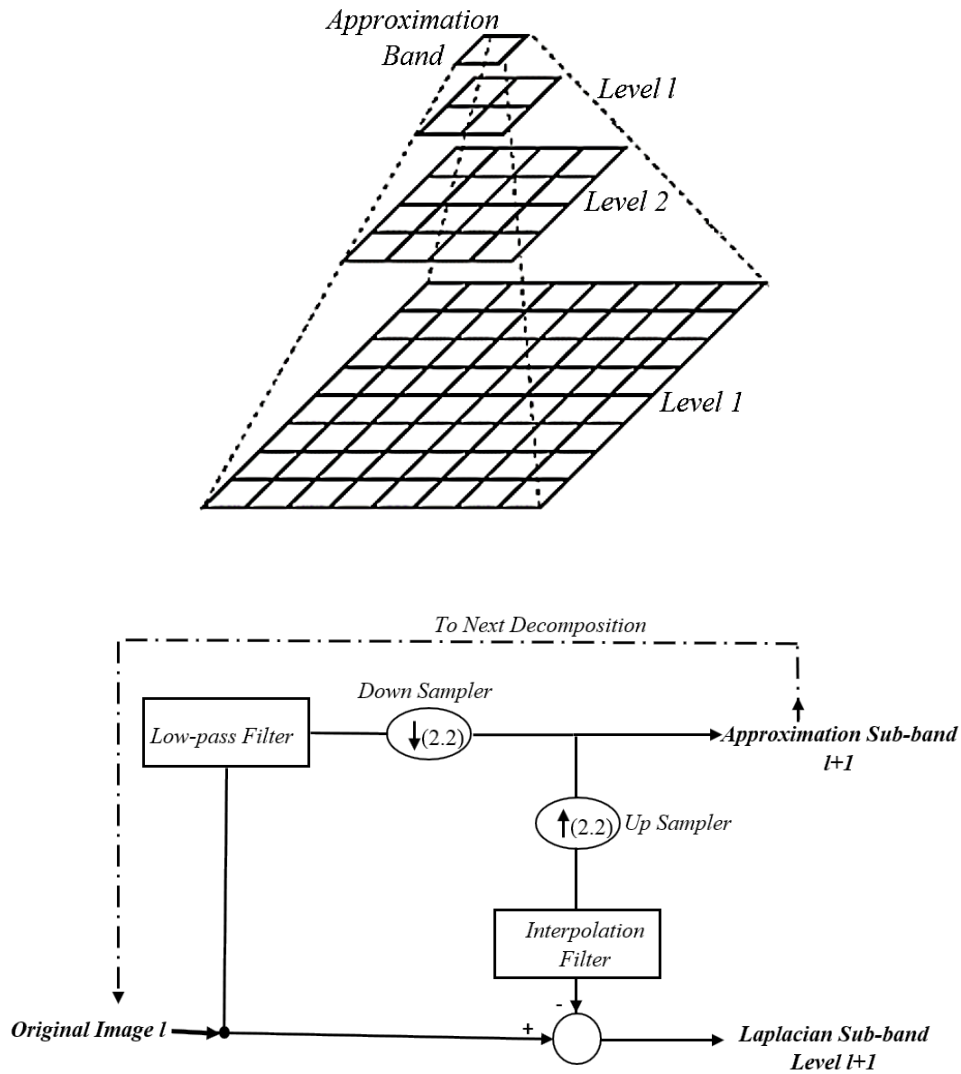 Approximation
Band
Level l
Level 2
Level 1
To Next Decomposition
Down Sampler
Low-pass Filter
(2.2)
Approximation Sub-band
l+1
(2.2)
Up Sampler
Interpolation
Filter
-
Original Image l
+
Laplacian Sub-band
Level l+1